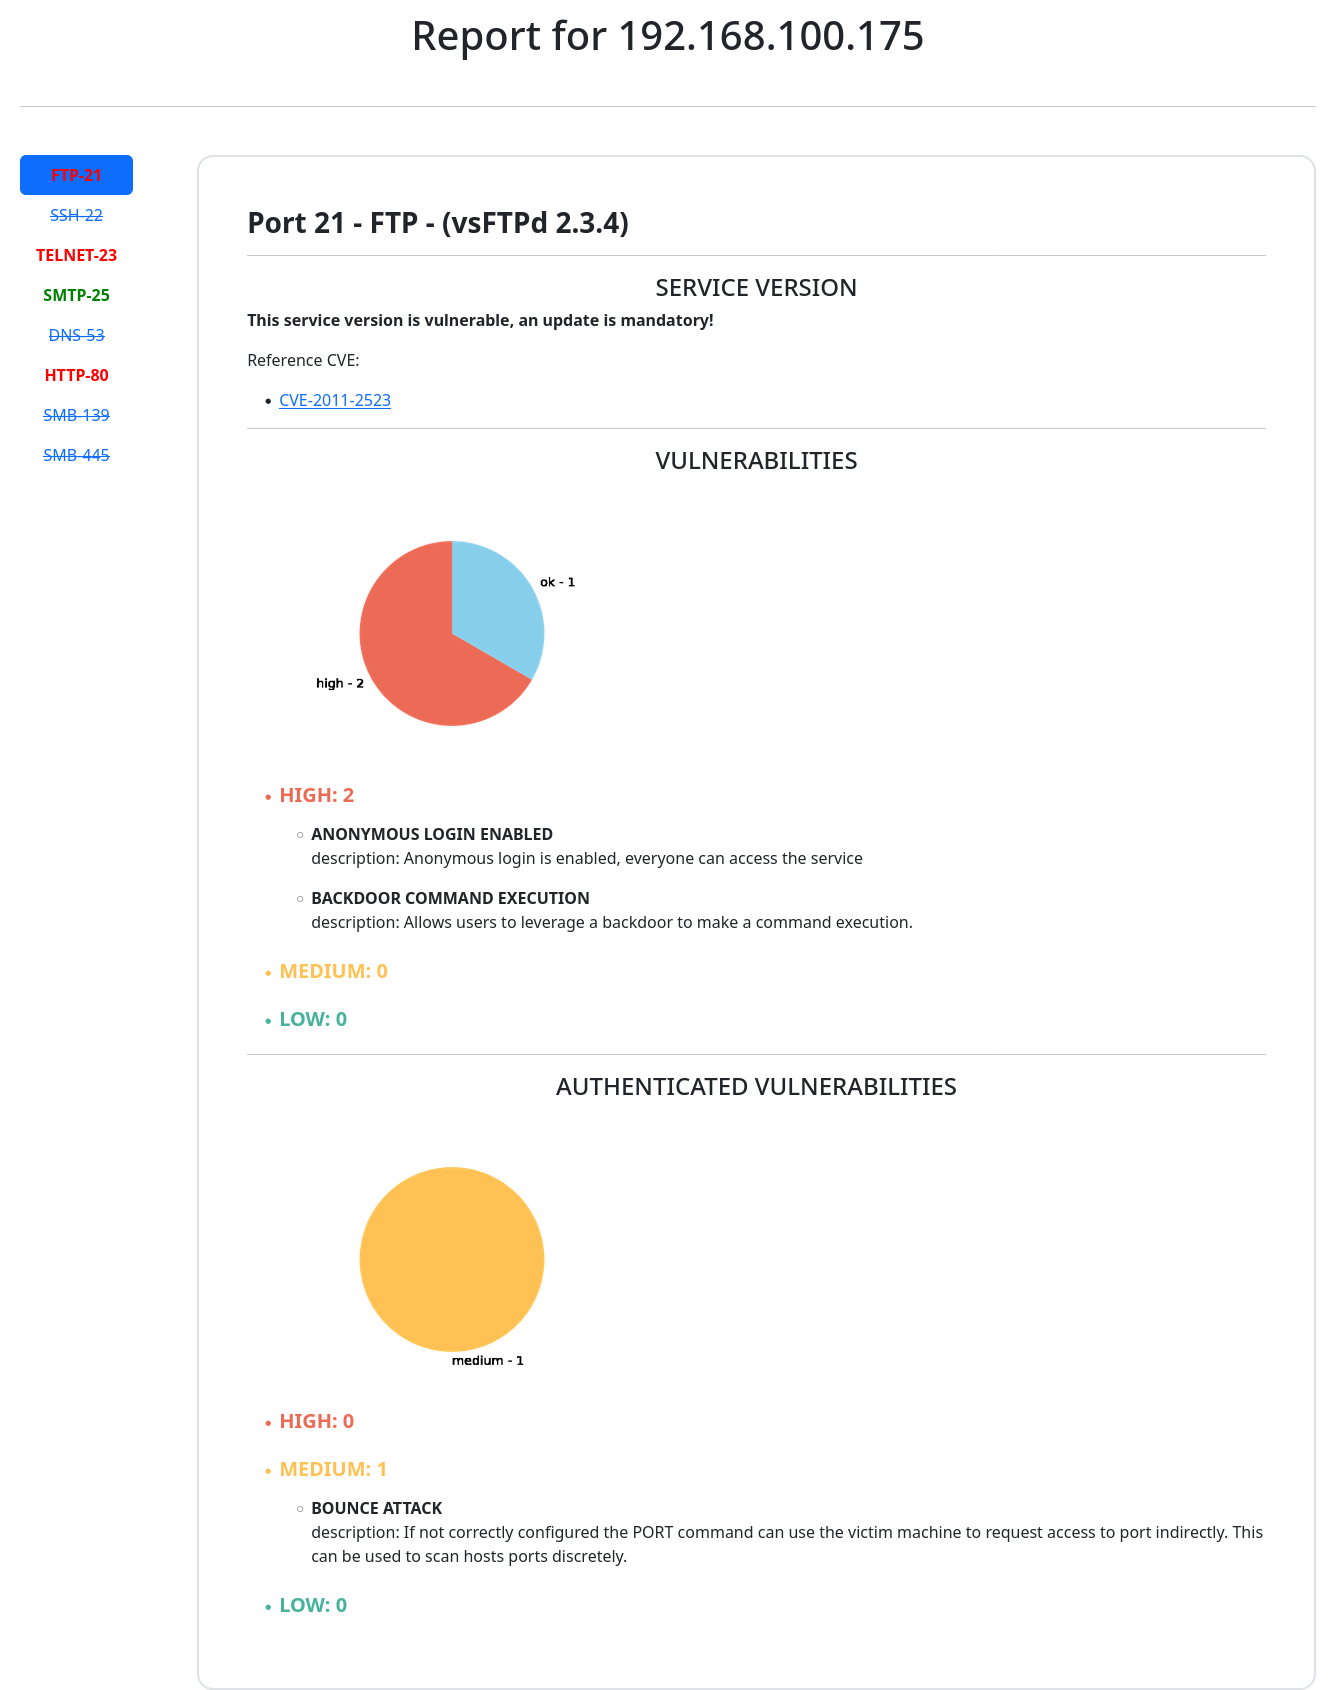 Report for 192.168.100.175
FTP-21
SSH-22
TELNET-23
SMTP-25
DNS-53
HTTP-80
SMB-139
SMB-445
Port 21 - FTP - (vsFTPd 2.3.4)
SERVICE VERSION
This service version is vulnerable, an update is mandatory!
Reference CVE:
• CVE-2011-2523
VULNERABILITIES
ok - 1
high - 2
• HIGH: 2
○ ANONYMOUS LOGIN ENABLED
description: Anonymous login is enabled, everyone can access the service
○ BACKDOOR COMMAND EXECUTION
description: Allows users to leverage a backdoor to make a command execution.
• MEDIUM: 0
• LOW: 0
AUTHENTICATED VULNERABILITIES
medium - 1
• HIGH: 0
• MEDIUM: 1
○ BOUNCE ATTACK
description: If not correctly configured the PORT command can use the victim machine to request access to port indirectly. This
can be used to scan hosts ports discretely.
• LOW: 0